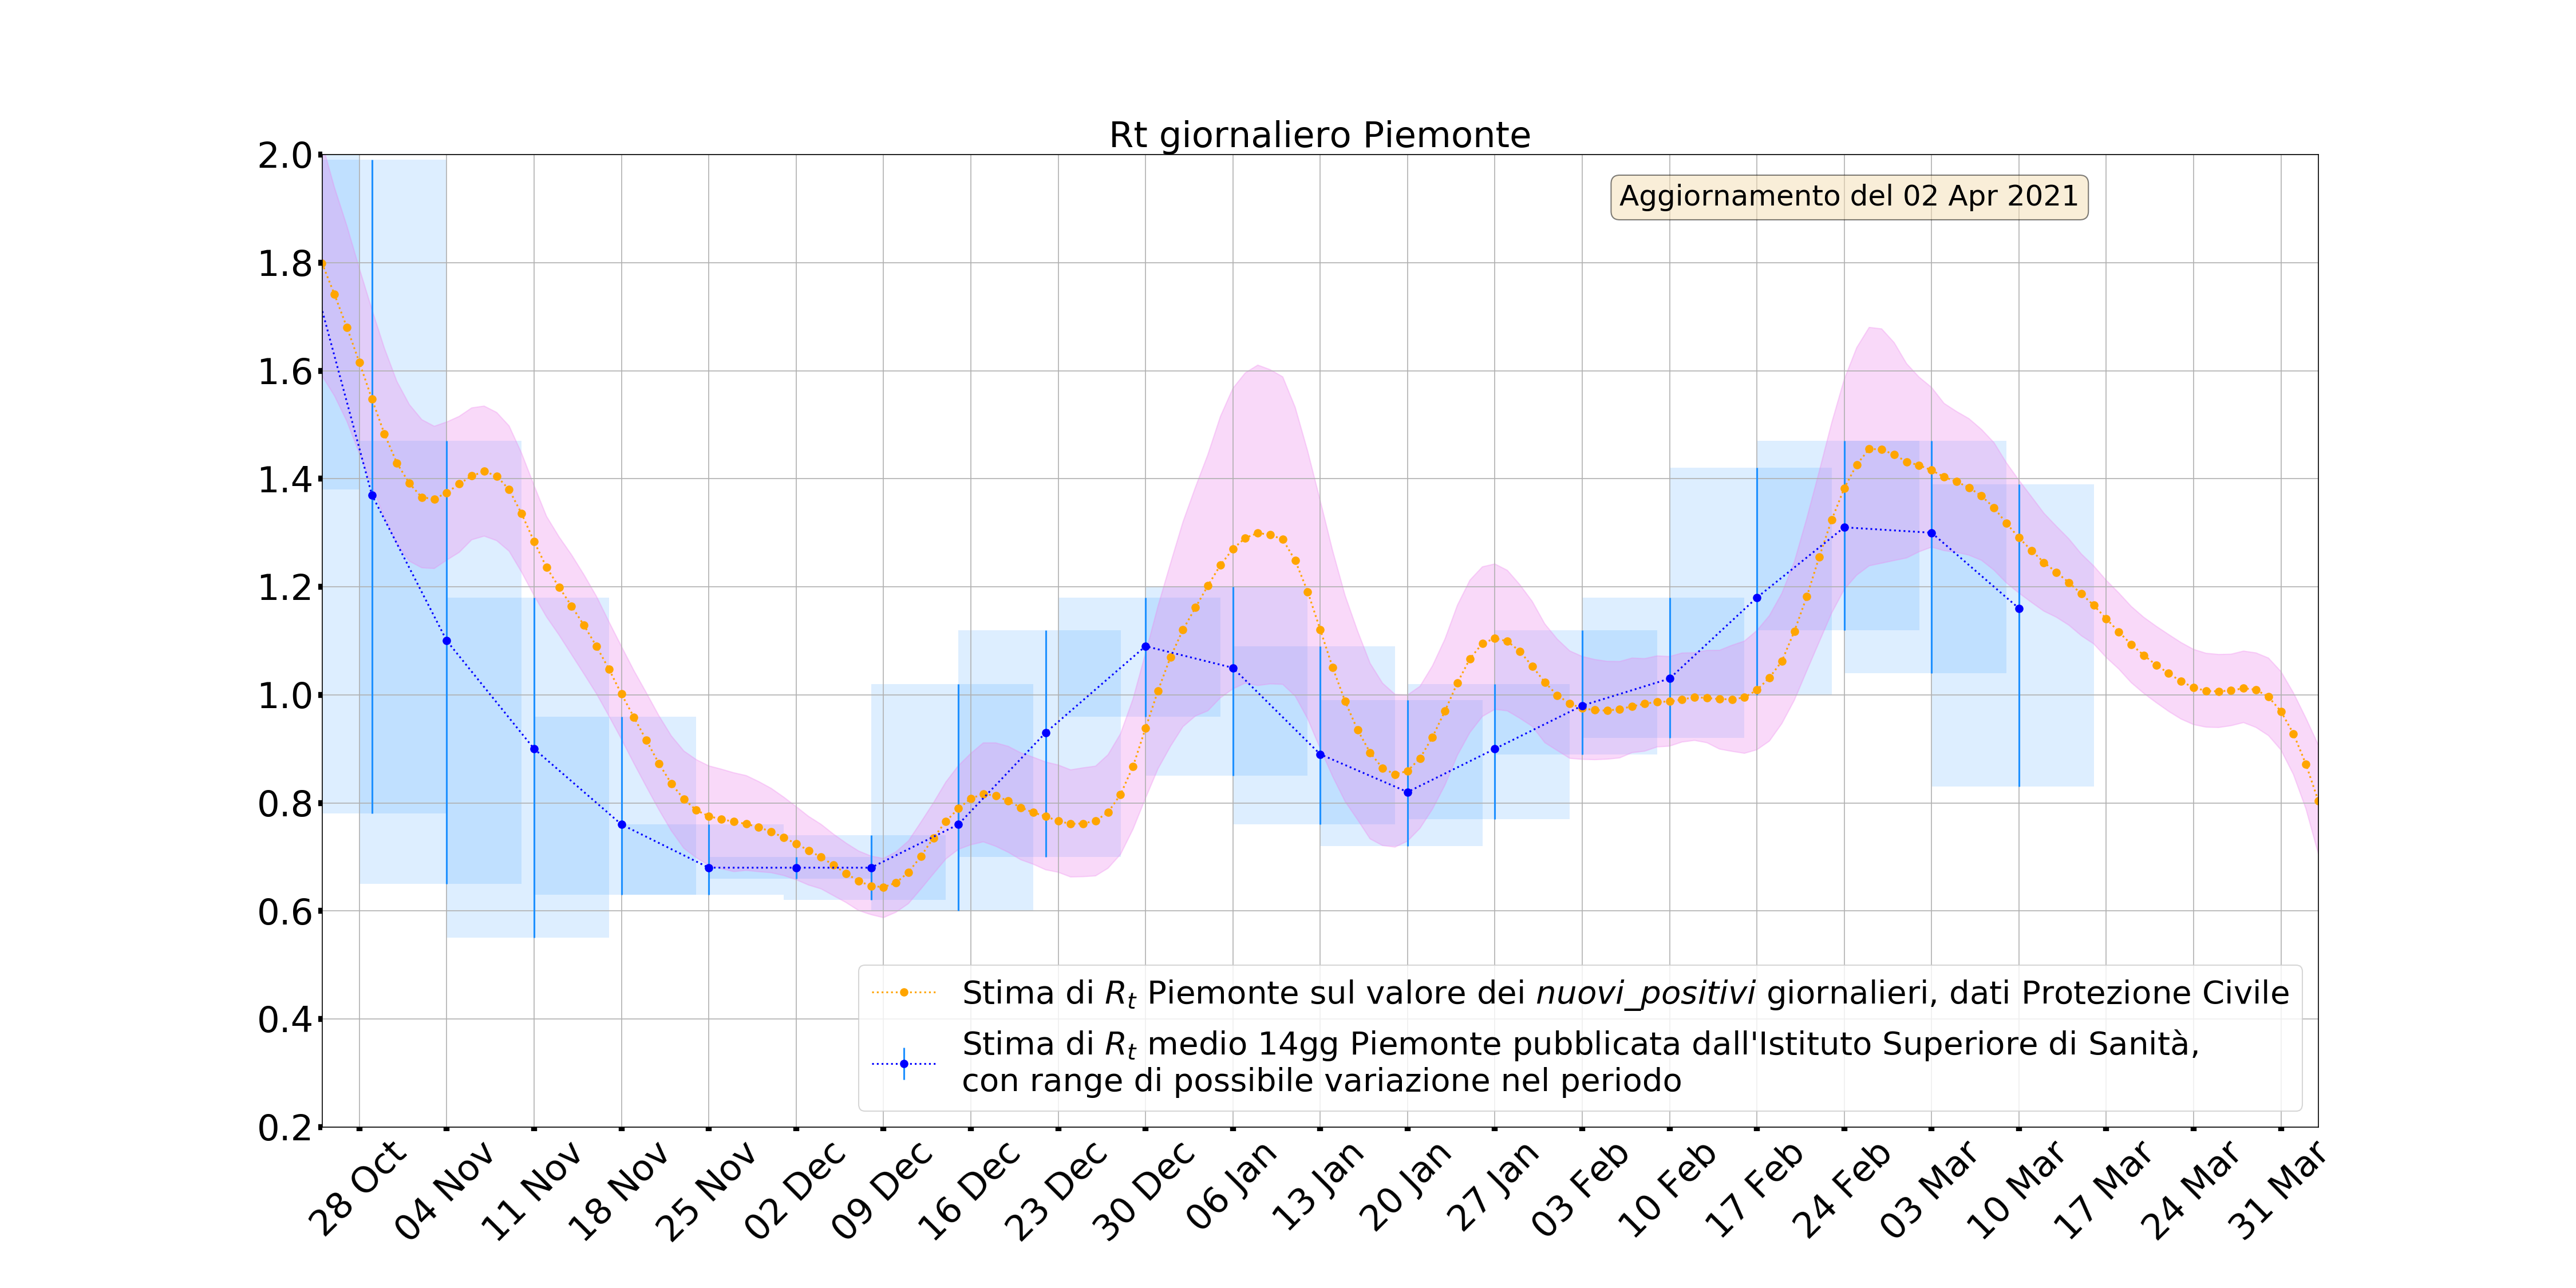 Rt giornaliero Piemonte
Aggiornamento del 02 Apr 2021
2.0
1.8
1.6
1.4
1.2
1.0
0.8
0.6
0.4
0.2
Stima di Rt Piemonte sul valore dei nuovi_positivi giornalieri, dati Protezione Civile
Stima di Rt medio 14gg Piemonte pubblicata dall'Istituto Superiore di Sanità,
con range di possibile variazione nel periodo
28 Oct
04 Nov
11 Nov
18 Nov
25 Nov
02 Dec
09 Dec
16 Dec
23 Dec
30 Dec
06 Jan
13 Jan
20 Jan
27 Jan
03 Feb
10 Feb
17 Feb
24 Feb
03 Mar
10 Mar
17 Mar
24 Mar
31 Mar